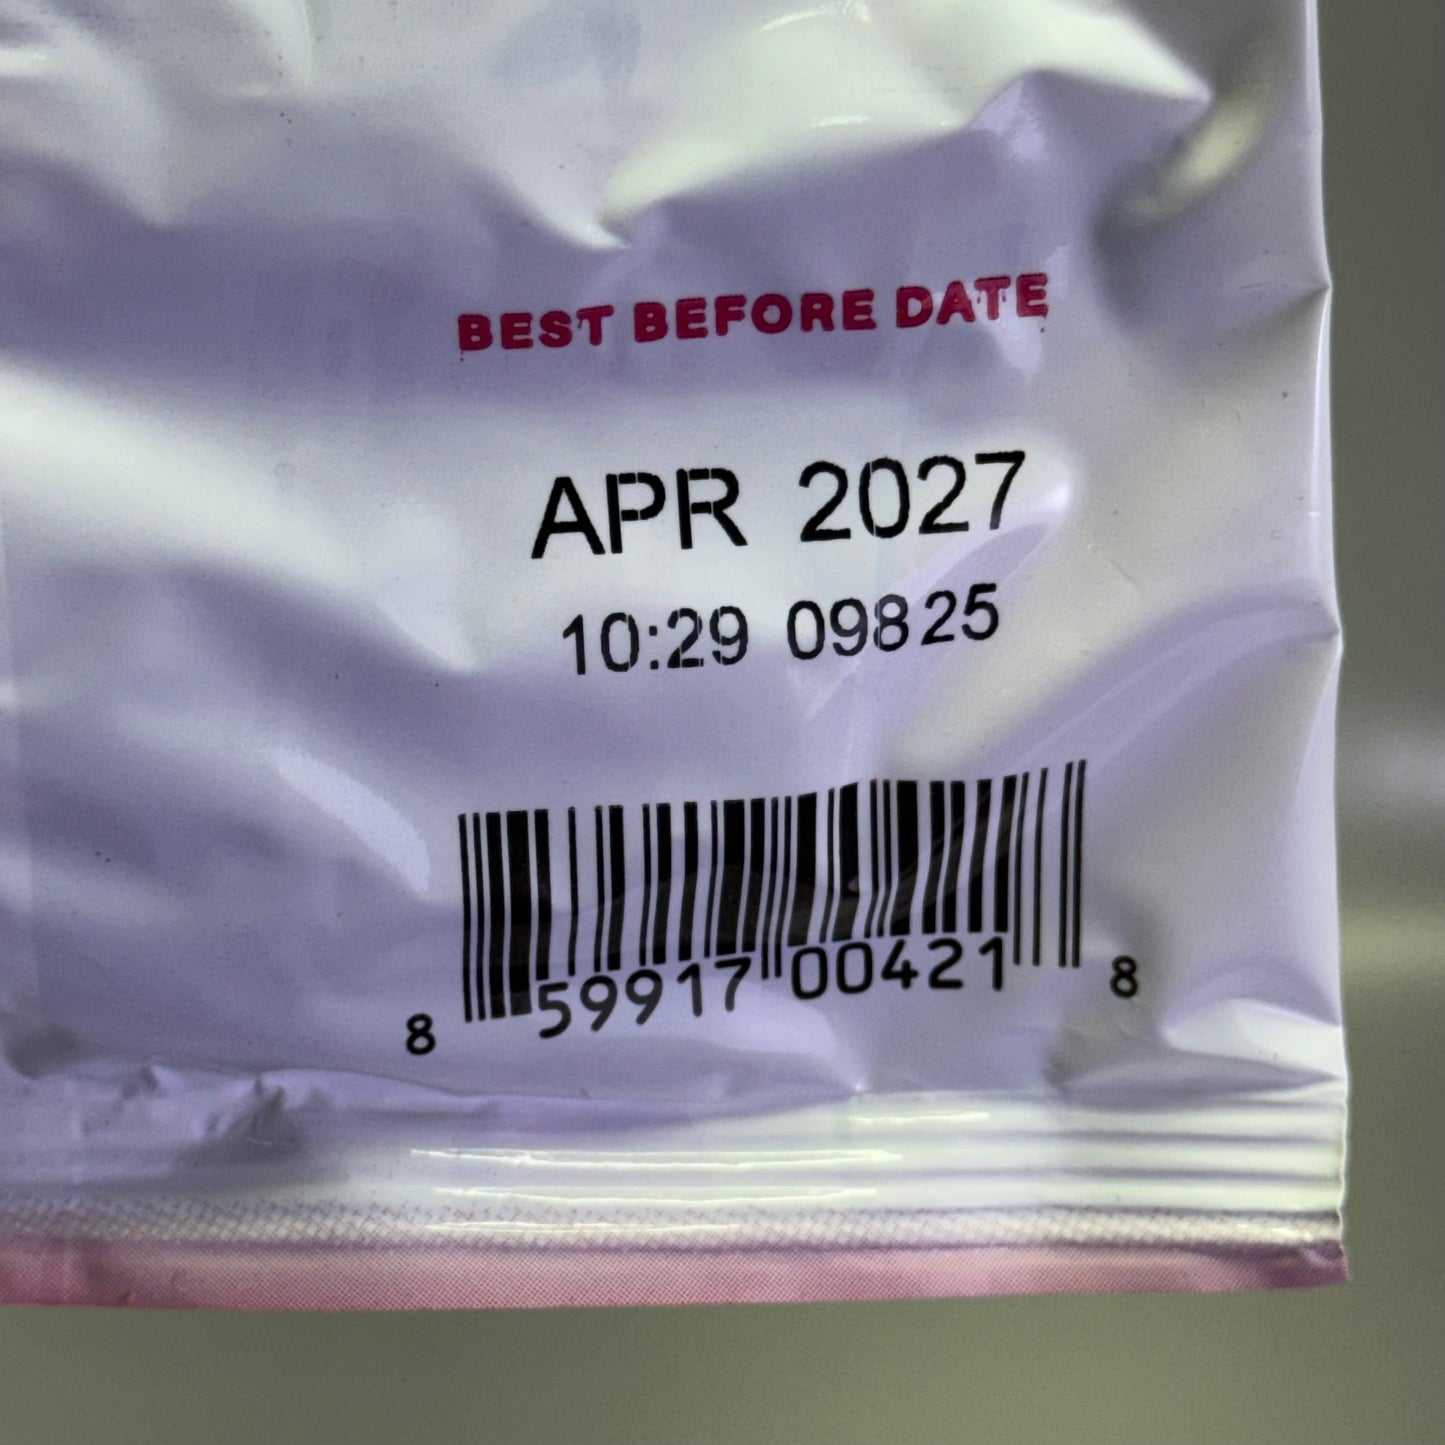 BEST BEFORE DATE
APR 2027
10:29 09825
8 59917 00421 8